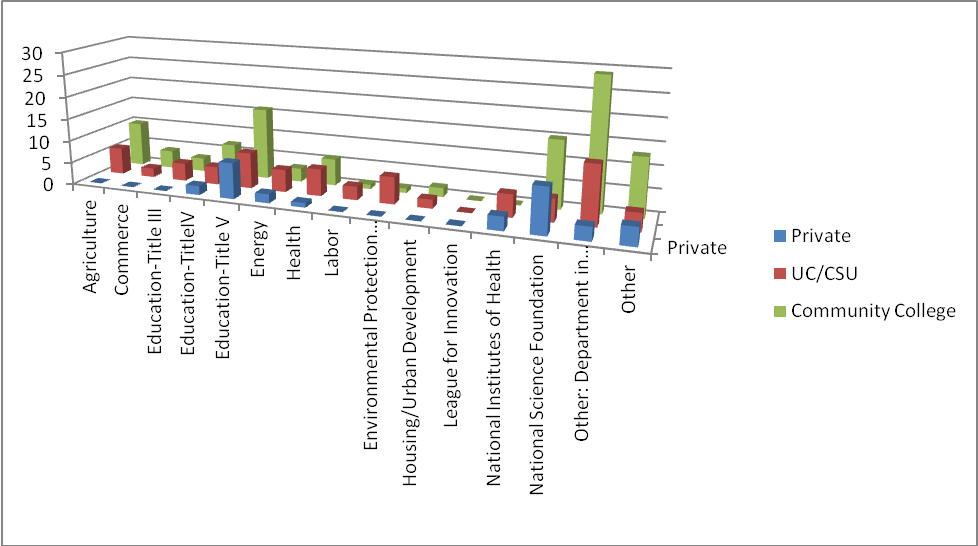 30
25
20
15
10
5
0
Agriculture
Commerce
Education-Title III
Education-TitleIV
Education-Title V
Energy
Health
Labor
Environmental Protection...
Housing/Urban Development
League for Innovation
National Institutes of Health
National Science Foundation
Other: Department in...
Other
Private
Private
UC/CSU
Community College